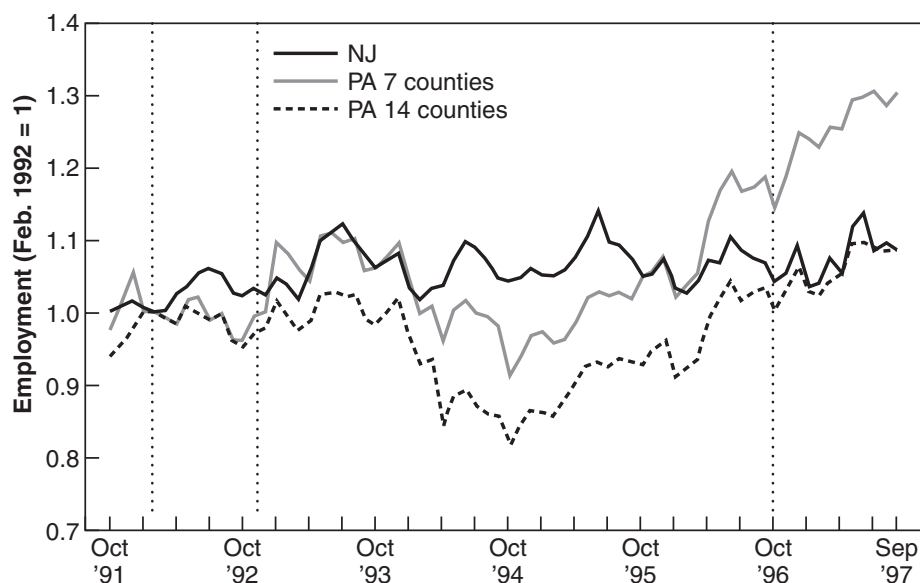 1.4
NJ
PA 7 counties
PA 14 counties
1.3
1.2
1.1
1.0
0.9
0.8
0.7
Employment (Feb. 1992 = 1)
Oct Oct Oct Oct Oct Oct Sep
'91 '92 '93 '94 '95 '96 '97